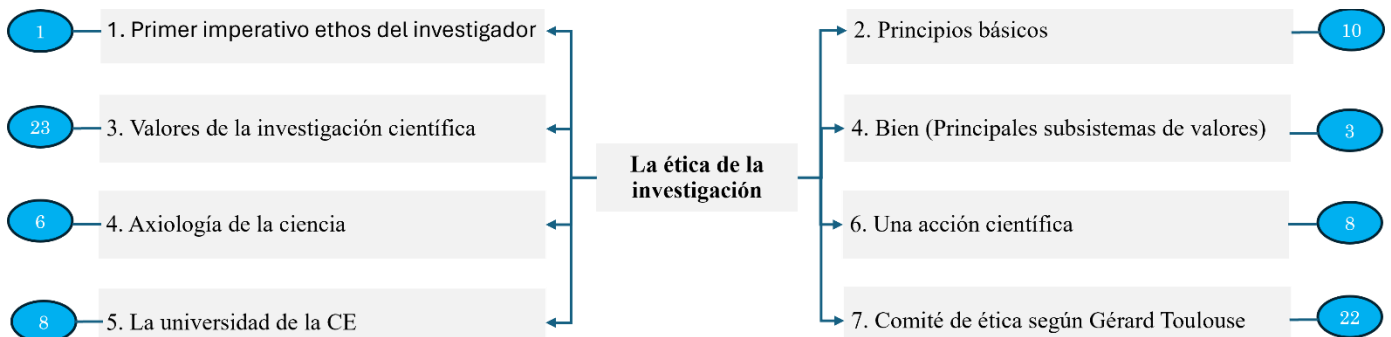 1
1. Primer imperativo ethos del investigador
2. Principios básicos
10
23
3. Valores de la investigación científica
4. Bien (Principales subsistemas de valores)
3
La ética de la
investigación
6
4. Axiología de la ciencia
6. Una acción científica
8
8
5. La universidad de la CE
7. Comité de ética según Gérard Toulouse
22